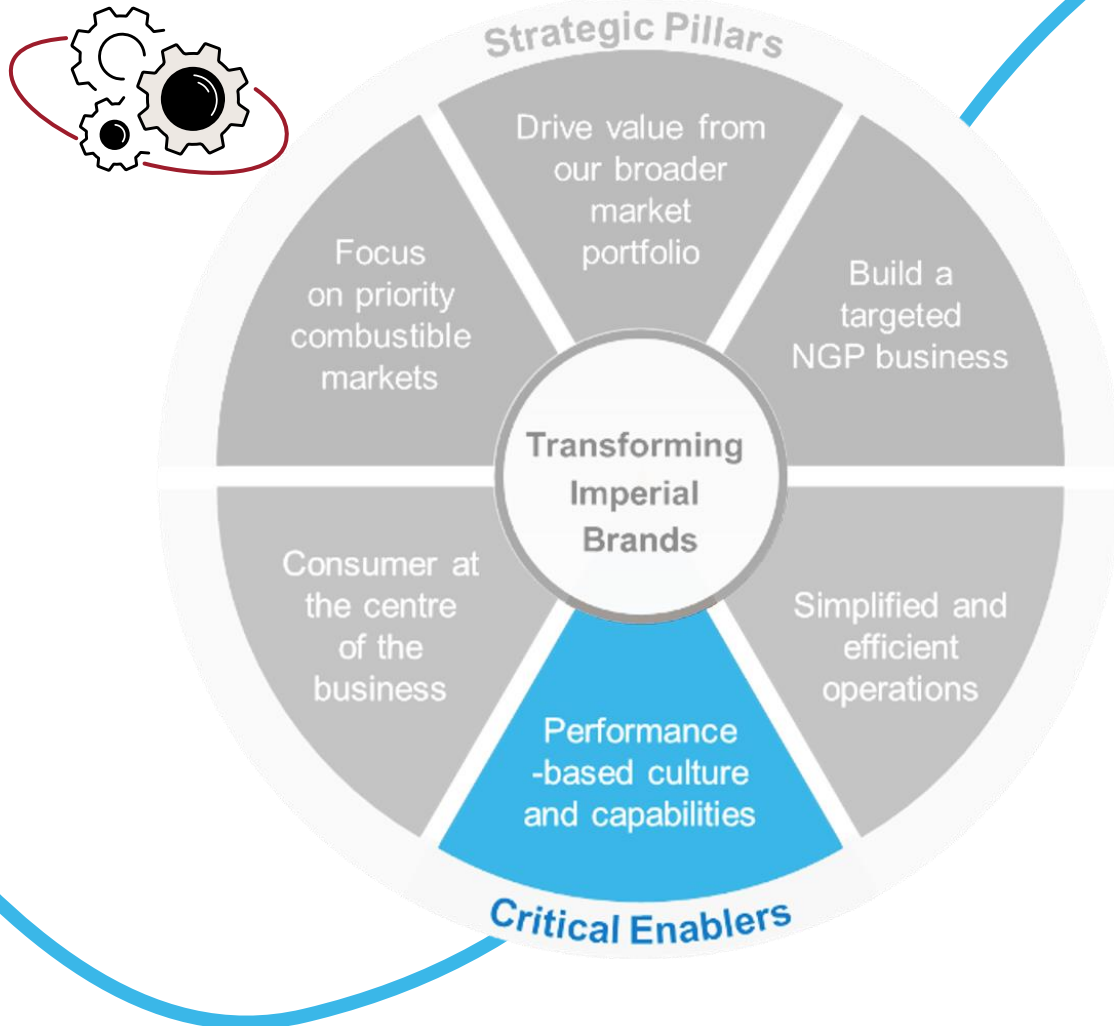 Strategic Pillars
Drive value from
our broader
market
portfolio
Focus
on priority
combustible
markets
Build a
targeted
NGP business
Transforming
Imperial
Brands
Consumer at
the centre
of the
business
Simplified and
efficient
operations
Performance
-based culture
and capabilities
Critical Enablers